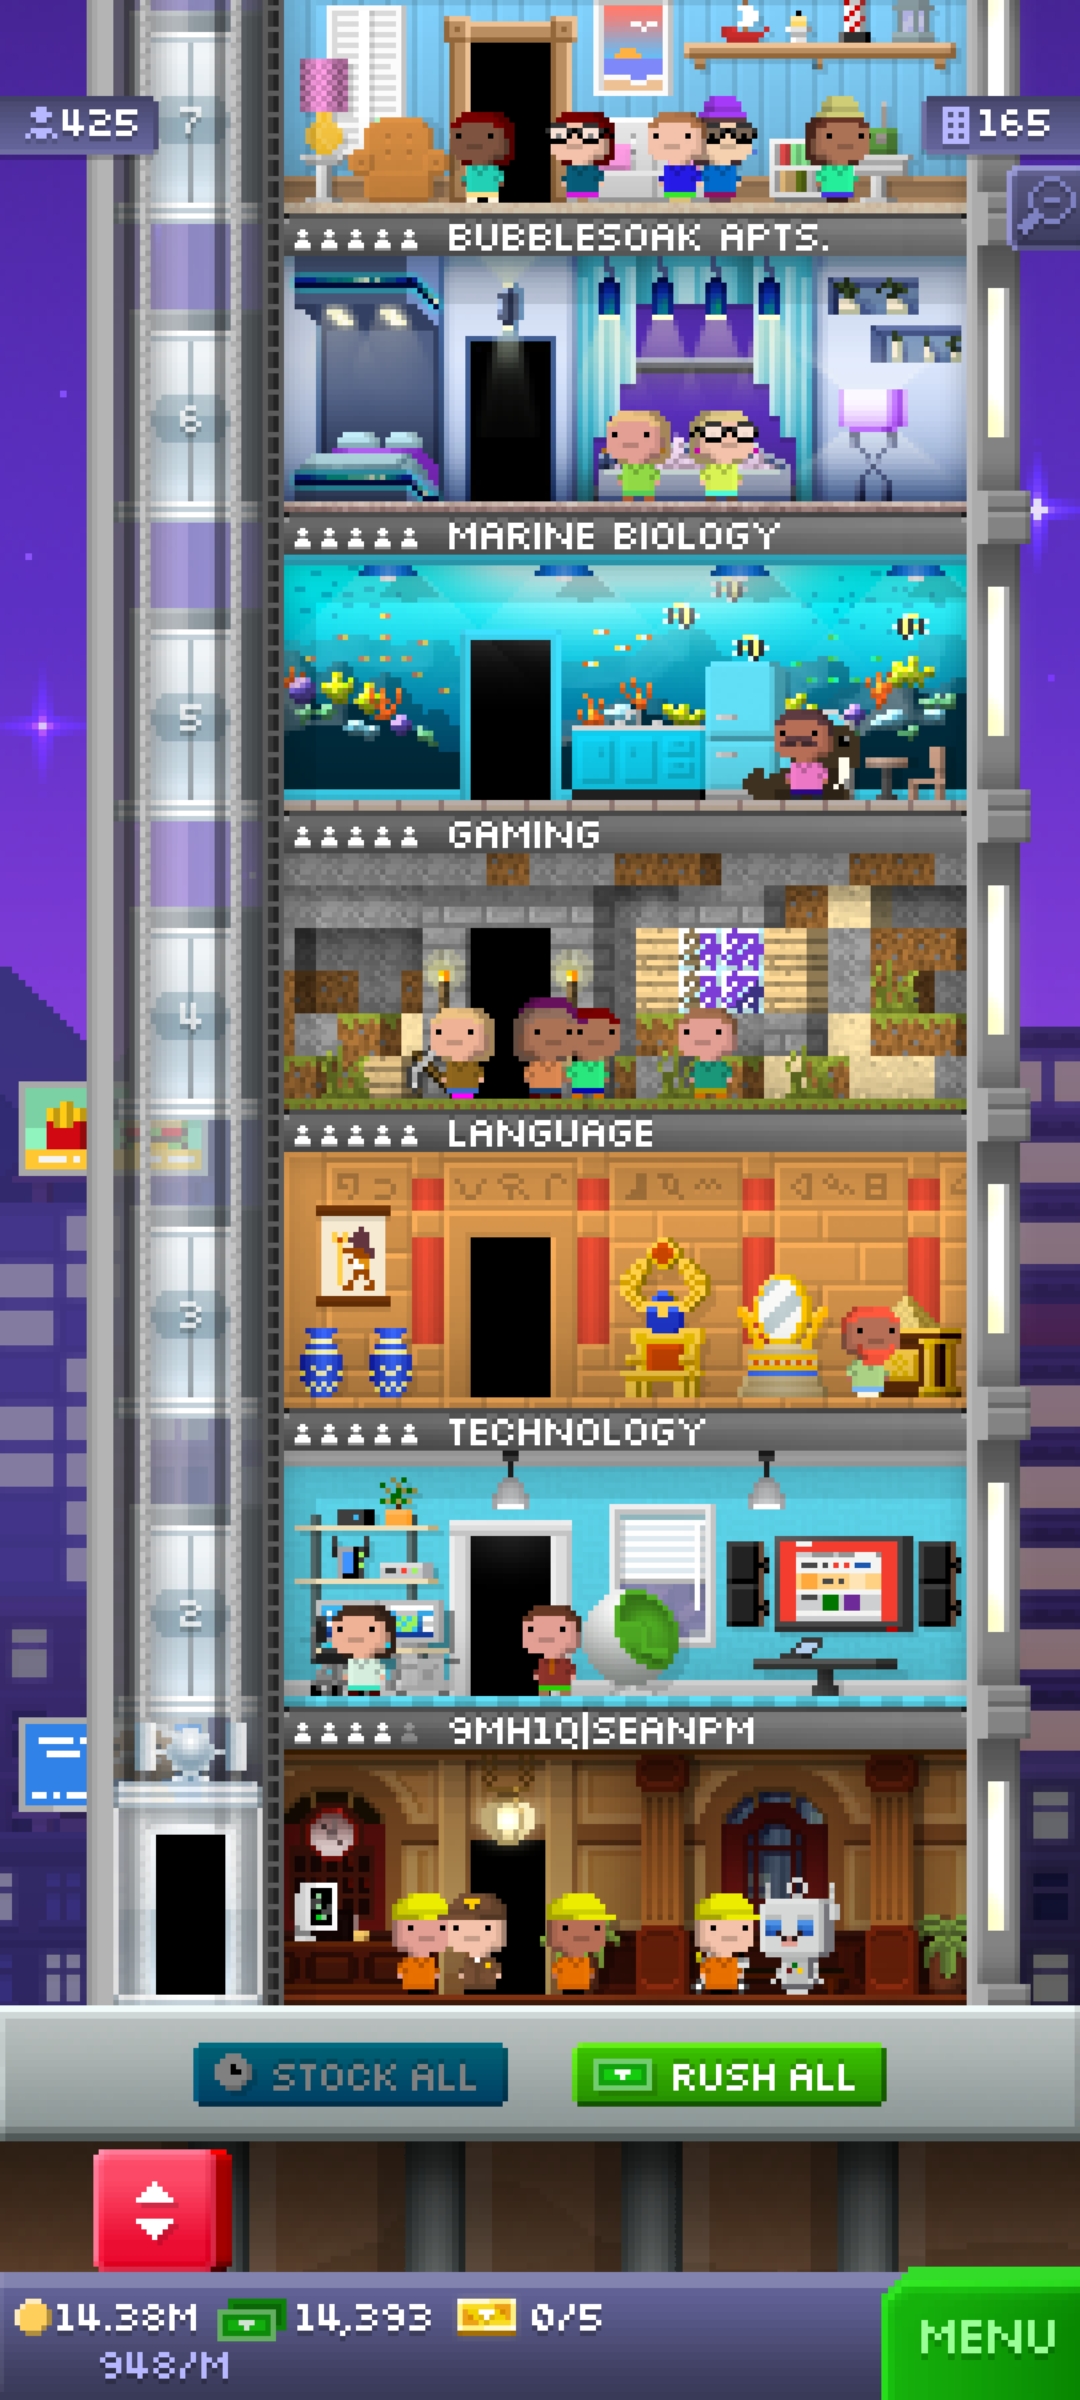 425
7
165
BUBBLESOAK APTS.
6
MARINE BIOLOGY
5
GAMING
4
LANGUAGE
3
TECHNOLOGY
2
9MH1Q|SEANPM
STOCK ALL
RUSH ALL
14.38M
14,393
0/5
948/M
MENU